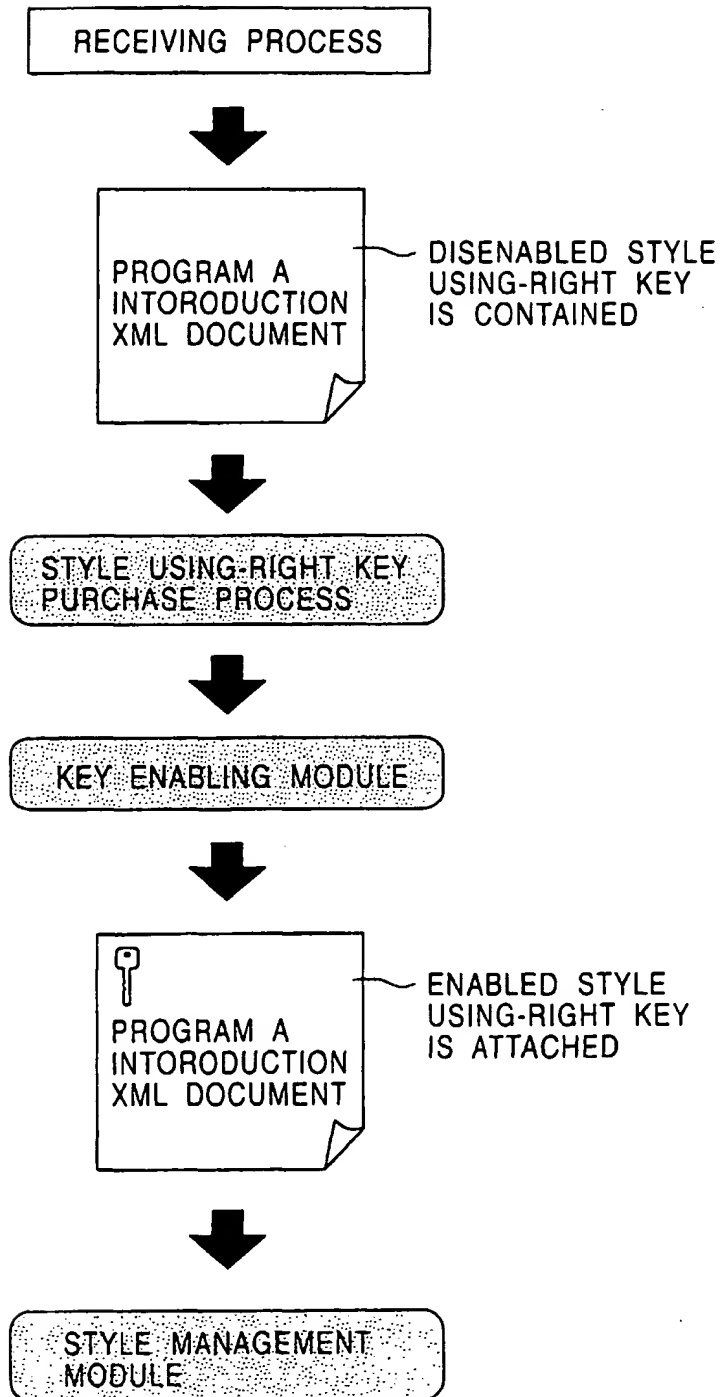 RECEIVING PROCESS
PROGRAM A
INTORODUCTION
XML DOCUMENT
DISENABLED STYLE
USING-RIGHT KEY
IS CONTAINED
STYLE USING-RIGHT KEY
PURCHASE PROCESS
KEY ENABLING MODULE
PROGRAM A
INTORODUCTION
XML DOCUMENT
ENABLED STYLE
USING-RIGHT KEY
IS ATTACHED
STYLE MANAGEMENT
MODULE